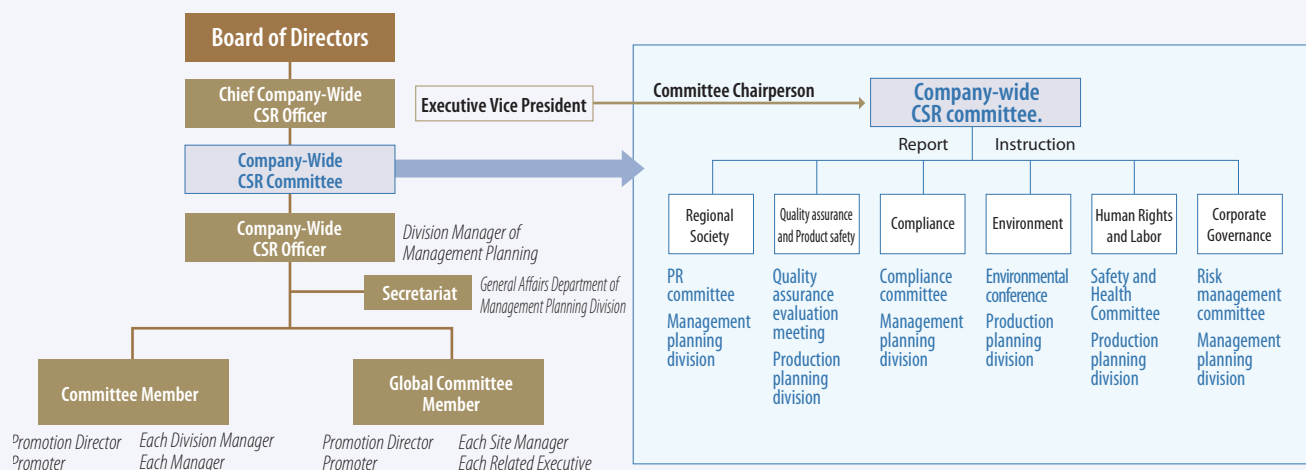 Board of Directors
Chief Company-Wide
CSR Officer
Company-Wide
CSR Committee
Company-Wide
CSR Officer
Division Manager of
Management Planning
Secretariat
General Affairs Department of
Management Planning Division
Committee Member
Promotion Director
Promoter
Each Division Manager
Each Manager
Global Committee
Member
Promotion Director
Promoter
Each Site Manager
Each Related Executive
Executive Vice President
Committee Chairperson
Company-wide
CSR committee.
Report
Instruction
Regional
Society
PR
committee
Management
planning
division
Quality assurance
and Product safety
Quality
assurance
evaluation
meeting
Production
planning
division
Compliance
Compliance
committee
Management
planning
division
Environment
Environmental
conference
Production
planning
division
Human Rights
and Labor
Safety and
Health
Committee
Production
planning
division
Corporate
Governance
Risk
management
committee
Management
planning
division